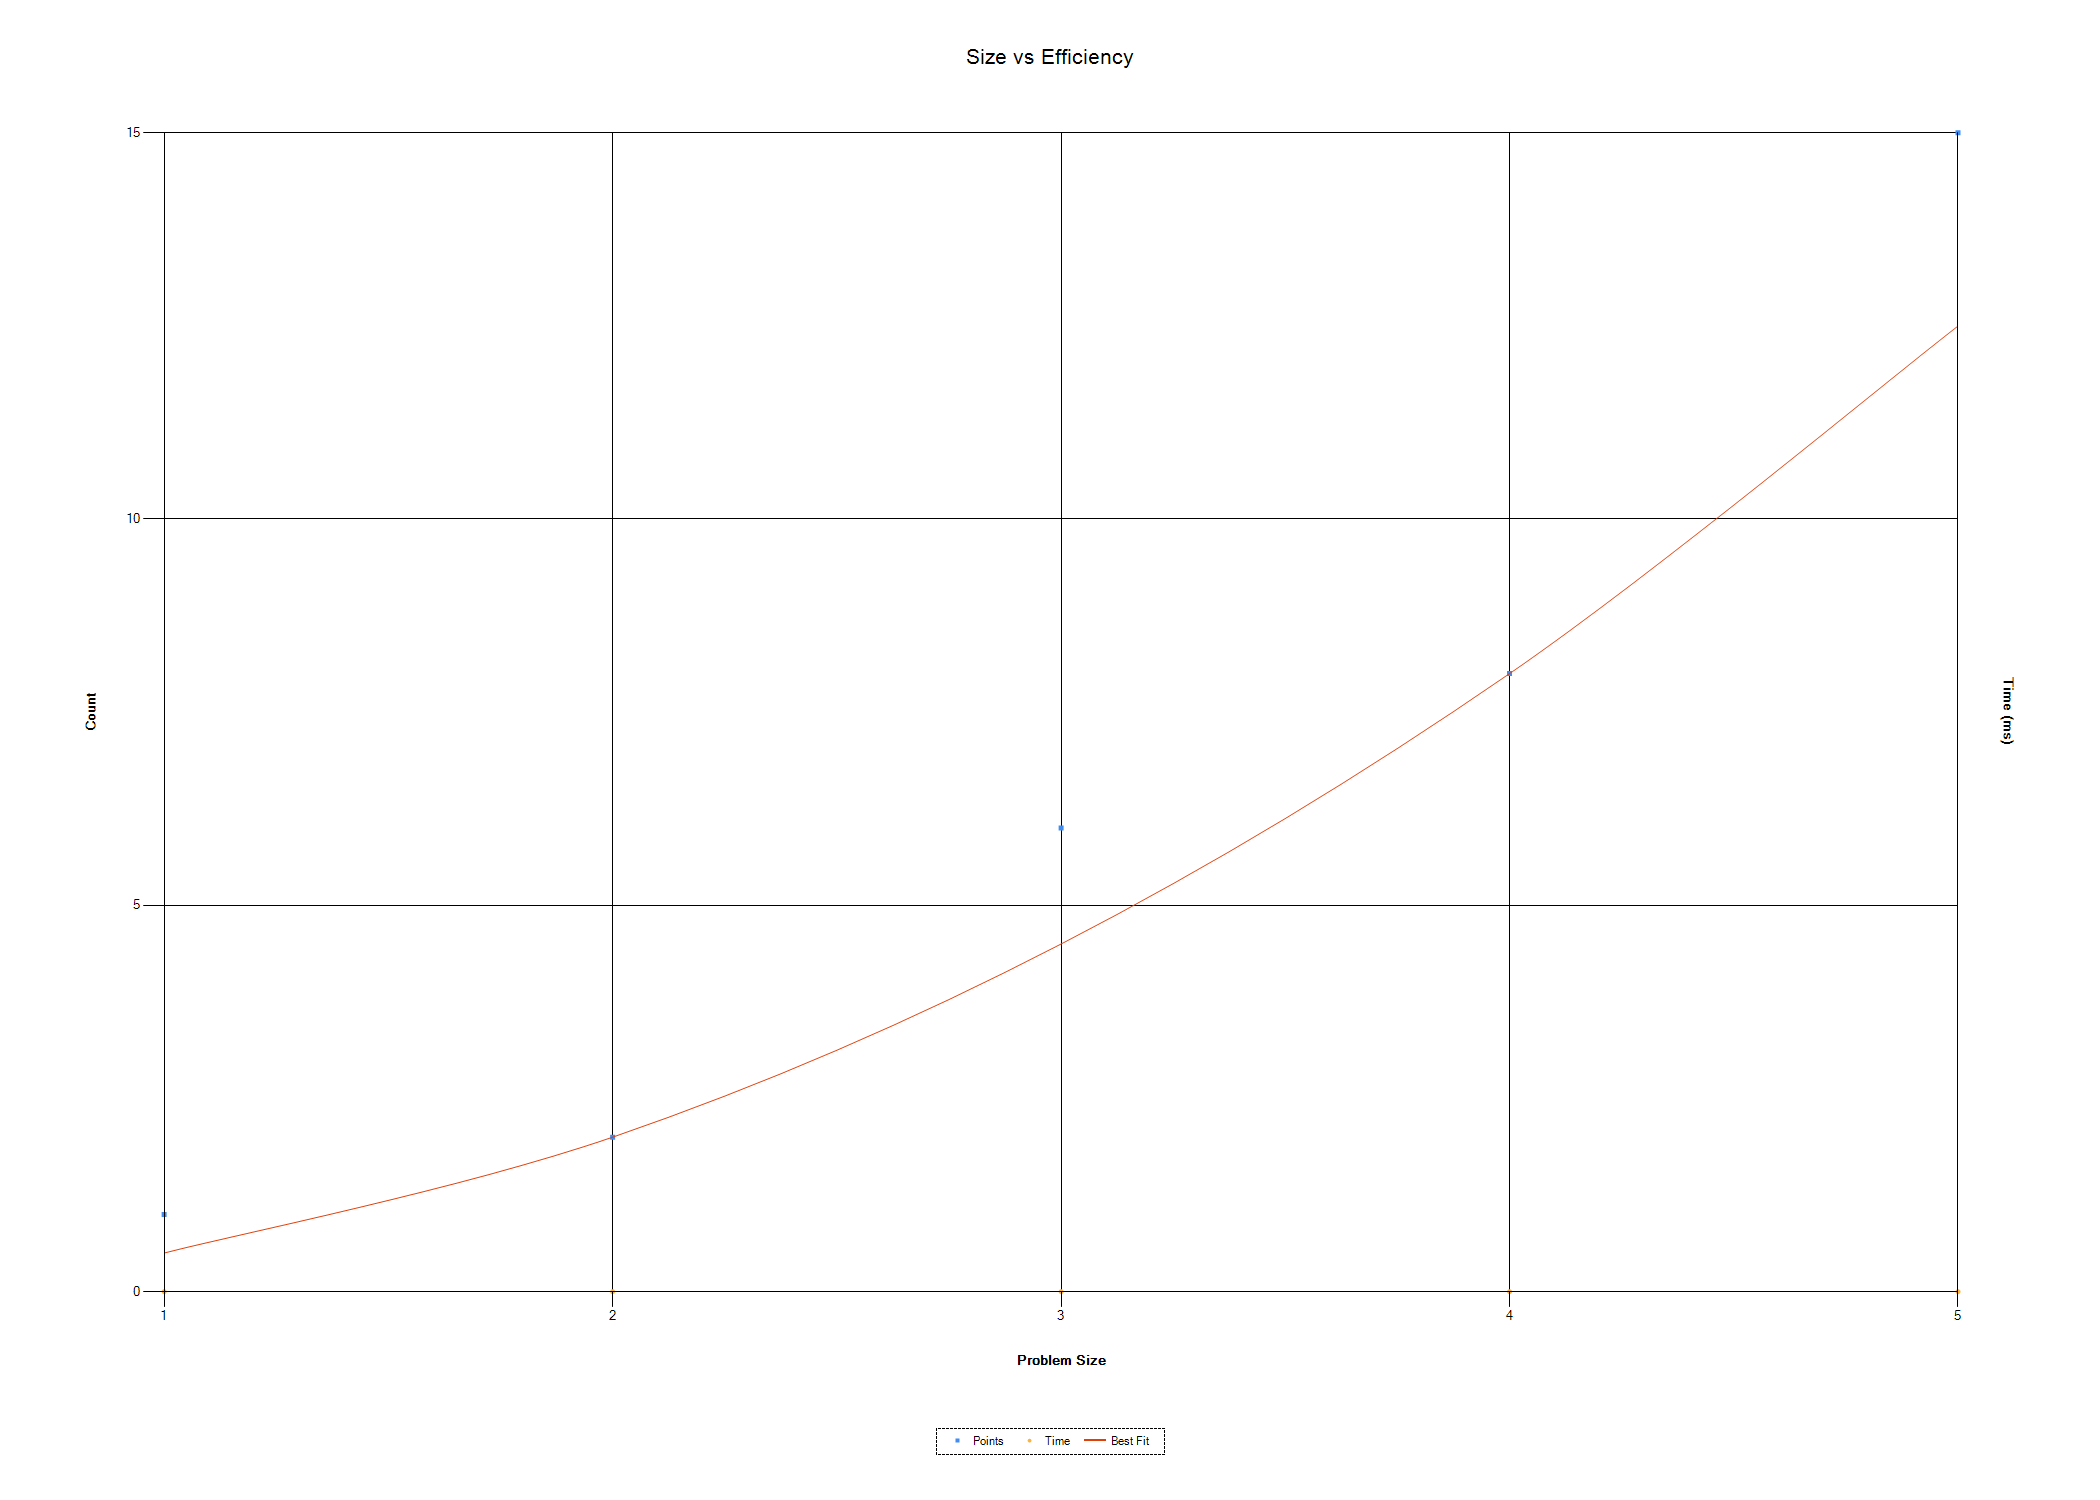 Size vs Efficiency
15
10
5
0
Count
Time (ms)
1 2 3 4 5
Problem Size
Points Time Best Fit